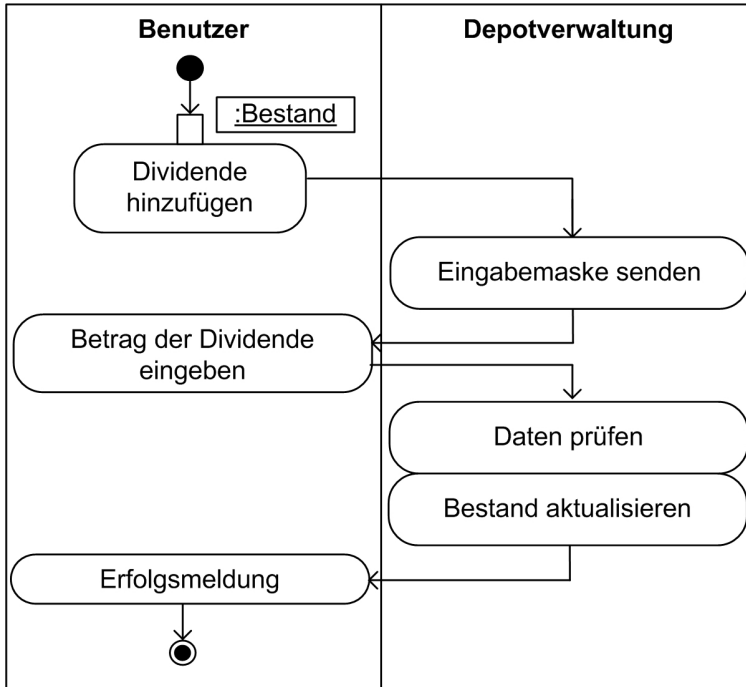 Benutzer
Depotverwaltung
:Bestand
Dividende
hinzufügen
Eingabemaske senden
Betrag der Dividende
eingeben
Daten prüfen
Bestand aktualisieren
Erfolgsmeldung